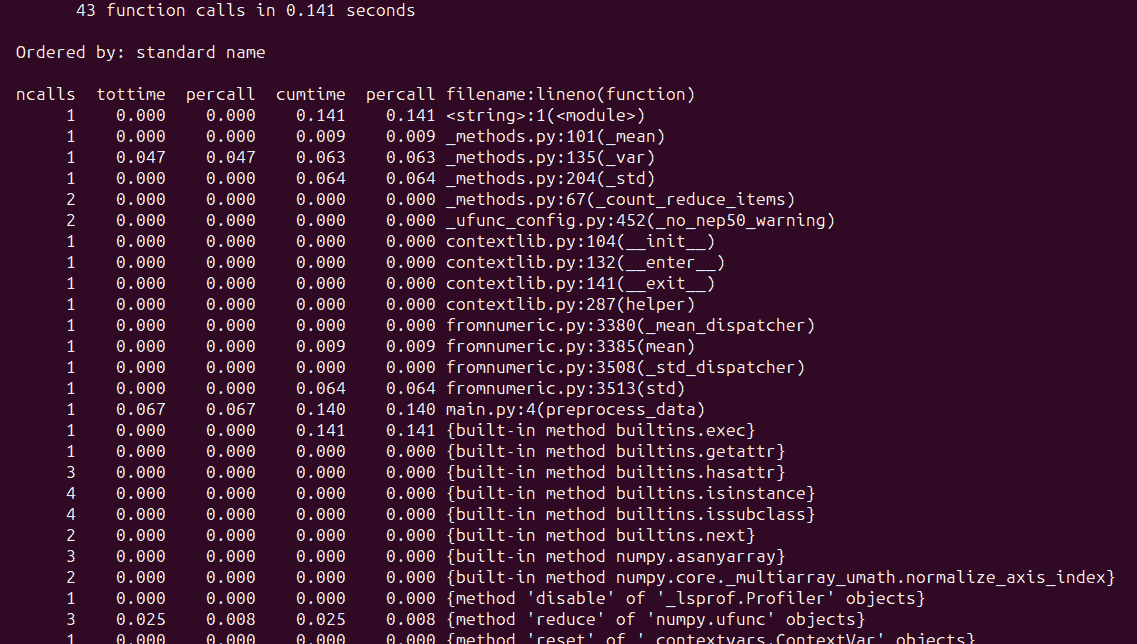 43 function calls in 0.141 seconds
Ordered by: standard name
ncalls  tottime  percall  cumtime  percall filename:lineno(function)
1    0.000    0.000    0.141    0.141 <string>:1(<module>)
1    0.000    0.000    0.009    0.009 _methods.py:101(_mean)
1    0.047    0.047    0.063    0.063 _methods.py:135(_var)
1    0.000    0.000    0.064    0.064 _methods.py:204(_std)
2    0.000    0.000    0.000    0.000 _methods.py:67(_count_reduce_items)
2    0.000    0.000    0.000    0.000 _ufunc_config.py:452(_no_nep50_warning)
1    0.000    0.000    0.000    0.000 contextlib.py:104(__init__)
1    0.000    0.000    0.000    0.000 contextlib.py:132(__enter__)
1    0.000    0.000    0.000    0.000 contextlib.py:141(__exit__)
1    0.000    0.000    0.000    0.000 contextlib.py:287(helper)
1    0.000    0.000    0.000    0.000 fromnumeric.py:3380(_mean_dispatcher)
1    0.000    0.000    0.009    0.009 fromnumeric.py:3385(mean)
1    0.000    0.000    0.000    0.000 fromnumeric.py:3508(_std_dispatcher)
1    0.000    0.000    0.064    0.064 fromnumeric.py:3513(std)
1    0.067    0.067    0.140    0.140 main.py:4(preprocess_data)
1    0.000    0.000    0.141    0.141 {built-in method builtins.exec}
1    0.000    0.000    0.000    0.000 {built-in method builtins.getattr}
3    0.000    0.000    0.000    0.000 {built-in method builtins.hasattr}
4    0.000    0.000    0.000    0.000 {built-in method builtins.isinstance}
4    0.000    0.000    0.000    0.000 {built-in method builtins.issubclass}
2    0.000    0.000    0.000    0.000 {built-in method builtins.next}
3    0.000    0.000    0.000    0.000 {built-in method numpy.asanyarray}
2    0.000    0.000    0.000    0.000 {built-in method numpy.core._multiarray_umath.normalize_axis_index}
1    0.000    0.000    0.000    0.000 {method 'disable' of '_lsprof.Profiler' objects}
3    0.025    0.008    0.025    0.008 {method 'reduce' of 'numpy.ufunc' objects}
1    0.000    0.000    0.000    0.000 {method 'reset' of '_contextvars.ContextVar' objects}